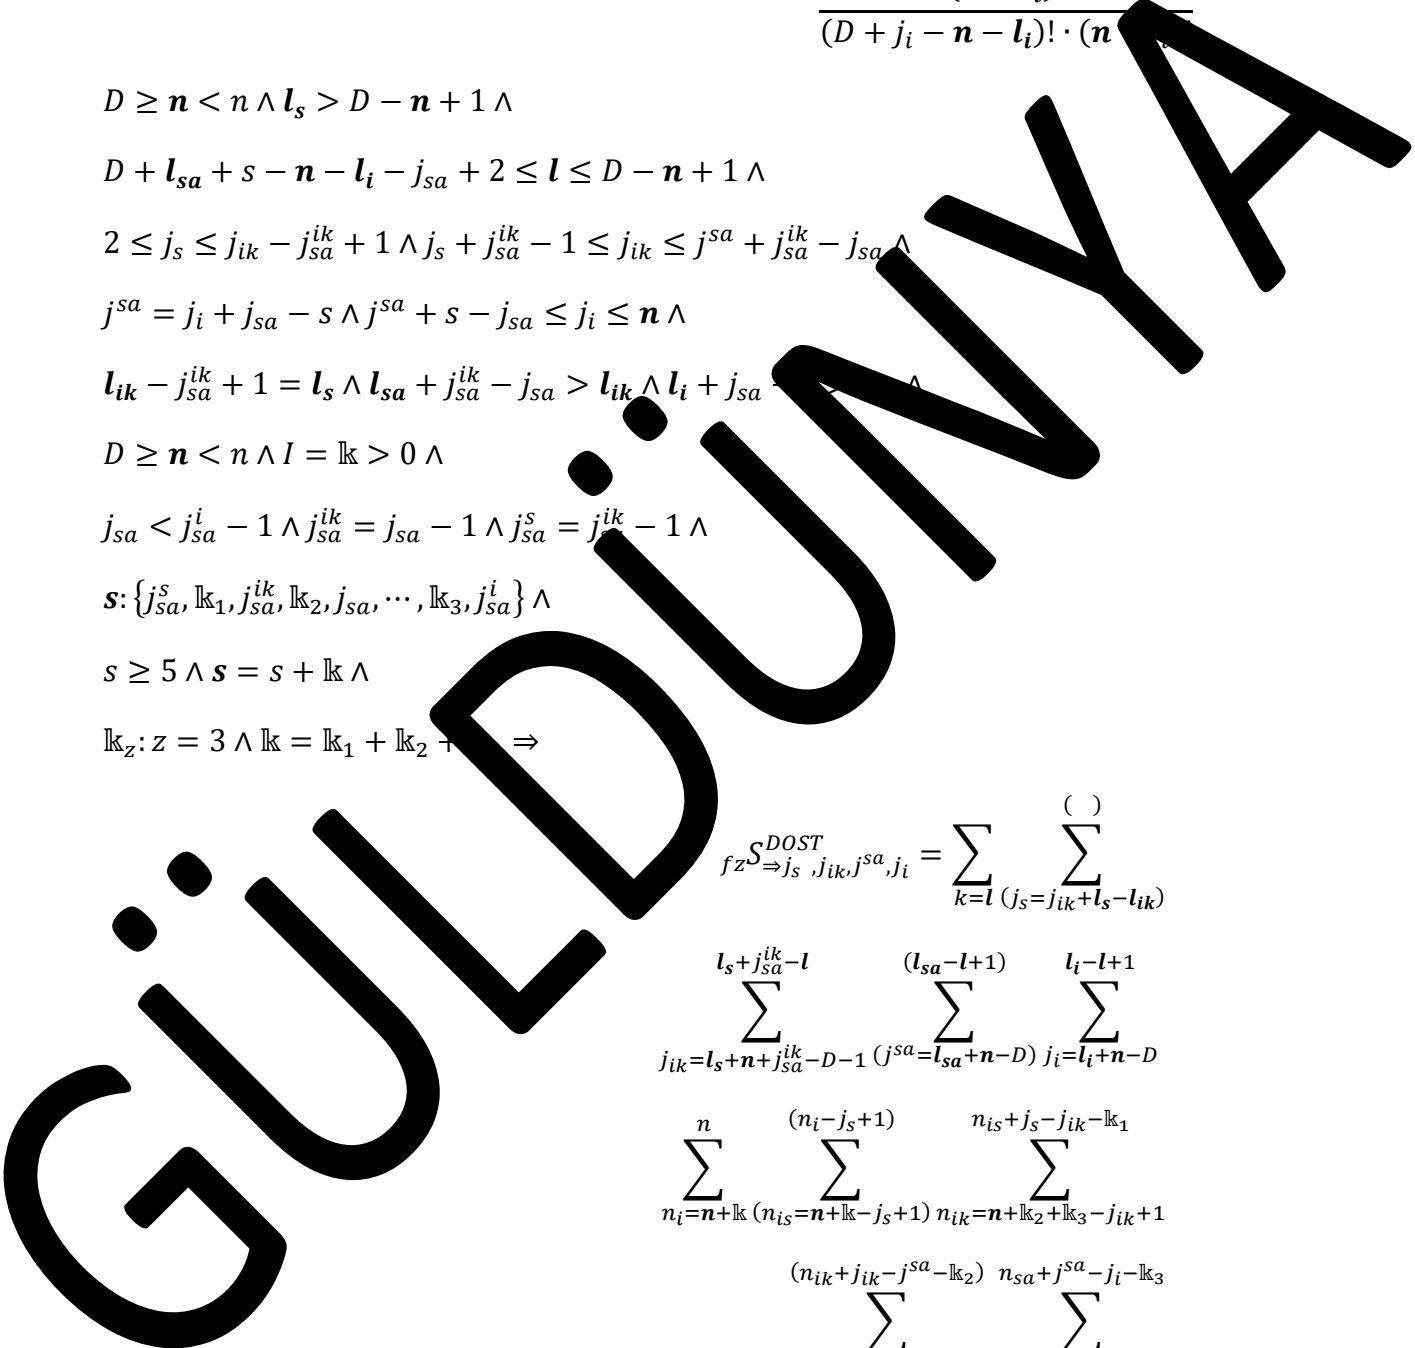 (D + j_i − n − l_i)! · (n
D ≥ n < n ∧ l_s > D − n + 1 ∧
D + l_sa + s − n − l_i − j_sa + 2 ≤ l ≤ D − n + 1 ∧
2 ≤ j_s ≤ j_ik − j_sa^ik + 1 ∧ j_s + j_sa^ik − 1 ≤ j_ik ≤ j^sa + j_sa^ik − j_sa ∧
j^sa = j_i + j_sa − s ∧ j^sa + s − j_sa ≤ j_i ≤ n ∧
l_ik − j_sa^ik + 1 = l_s ∧ l_sa + j_sa^ik − j_sa > l_ik ∧ l_i + j_sa ∧
D ≥ n < n ∧ I = 𝕜 > 0 ∧
j_sa < j_sa^i − 1 ∧ j_sa^ik = j_sa − 1 ∧ j_sa^s = j_sa^ik − 1 ∧
s: {j_sa^s, 𝕜_1, j_sa^ik, 𝕜_2, j_sa, ⋯, 𝕜_3, j_sa^i} ∧
s ≥ 5 ∧ s = s + 𝕜 ∧
𝕜_z: z = 3 ∧ 𝕜 = 𝕜_1 + 𝕜_2 + ⇒
( )
fzS^DOST_⇒j_s ,j_ik,j^sa,j_i = ∑ ∑
k=l (j_s=j_ik+l_s−l_ik)
l_s+j_sa^ik−l (l_sa−l+1) l_i−l+1
∑ ∑ ∑
j_ik=l_s+n+j_sa^ik−D−1 (j^sa=l_sa+n−D) j_i=l_i+n−D
n (n_i−j_s+1) n_is+j_s−j_ik−𝕜_1
∑ ∑ ∑
n_i=n+𝕜 (n_is=n+𝕜−j_s+1) n_ik=n+𝕜_2+𝕜_3−j_ik+1
(n_ik+j_ik−j^sa−𝕜_2) n_sa+j^sa−j_i−𝕜_3
∑ ∑
GÜLDÜNYA